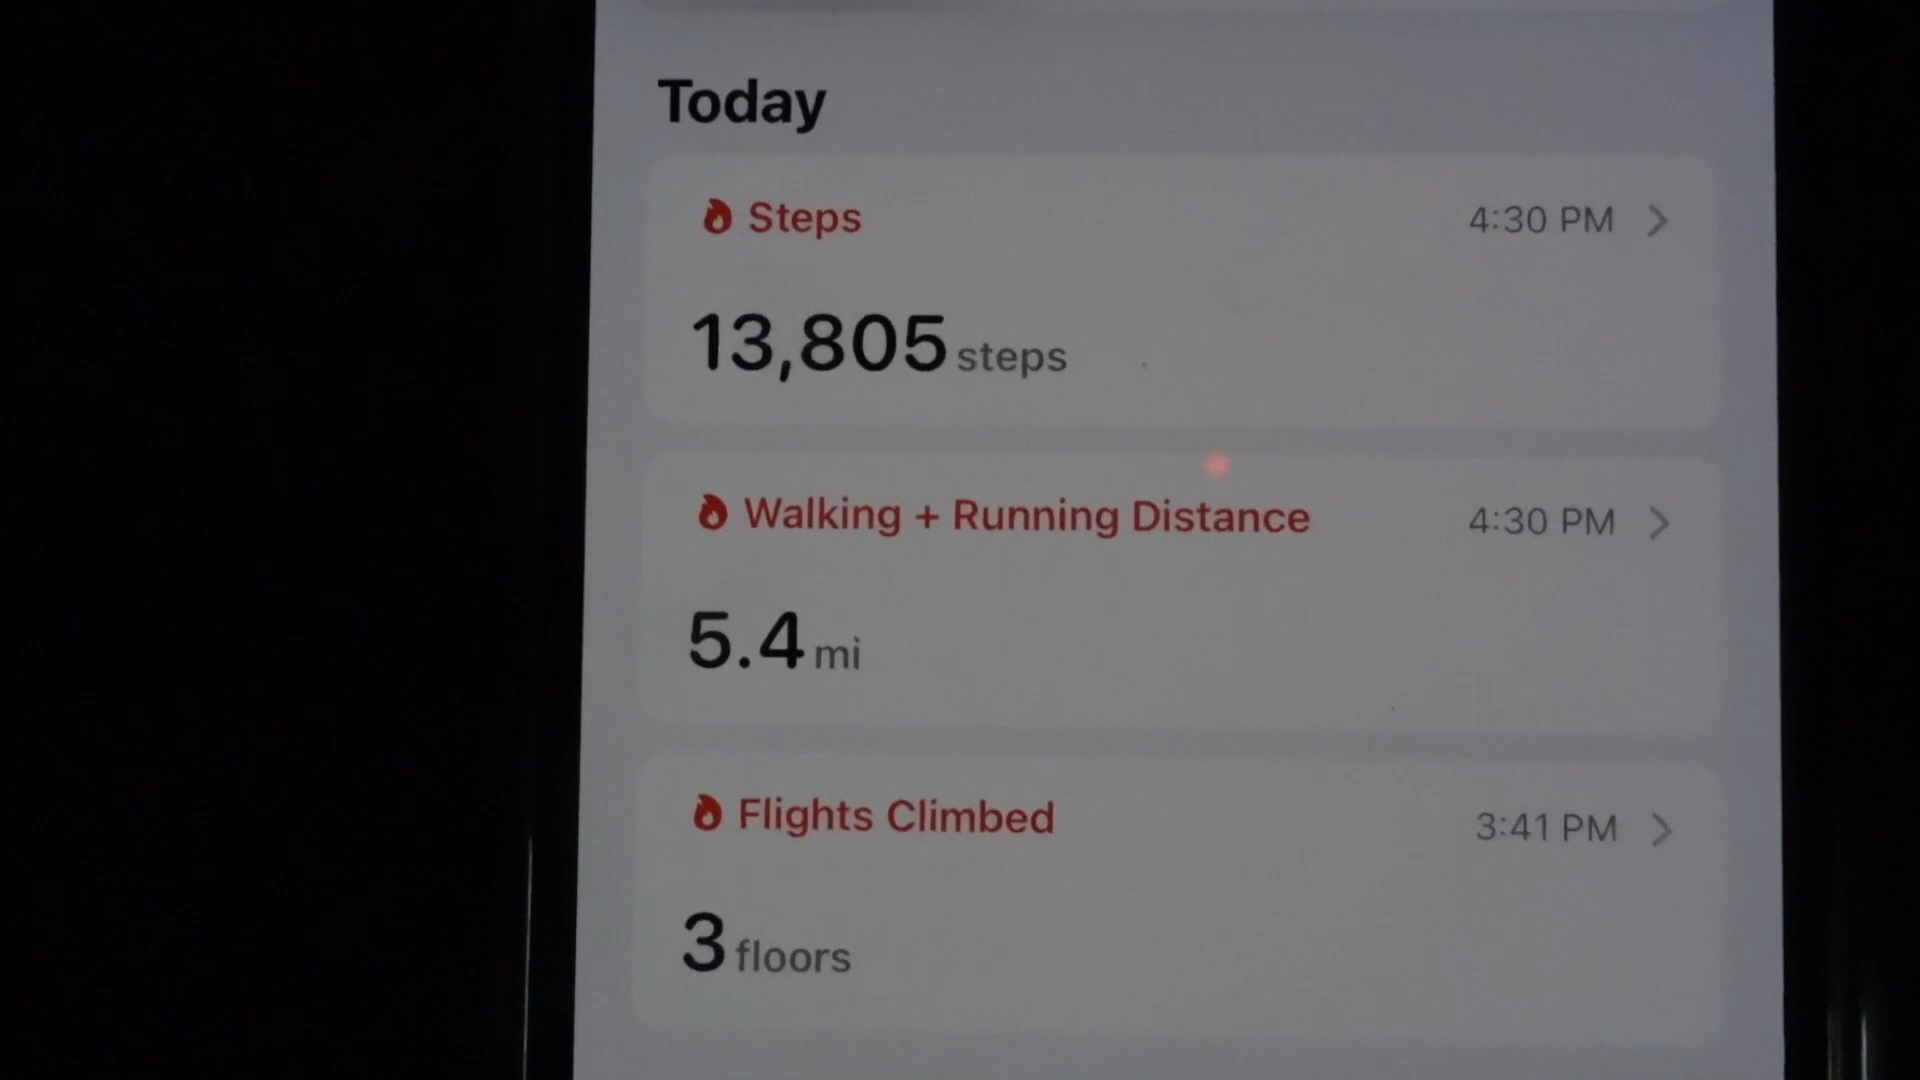 Today
Steps 4:30 PM
13,805 steps
Walking + Running Distance 4:30 PM
5.4 mi
Flights Climbed 3:41 PM
3 floors